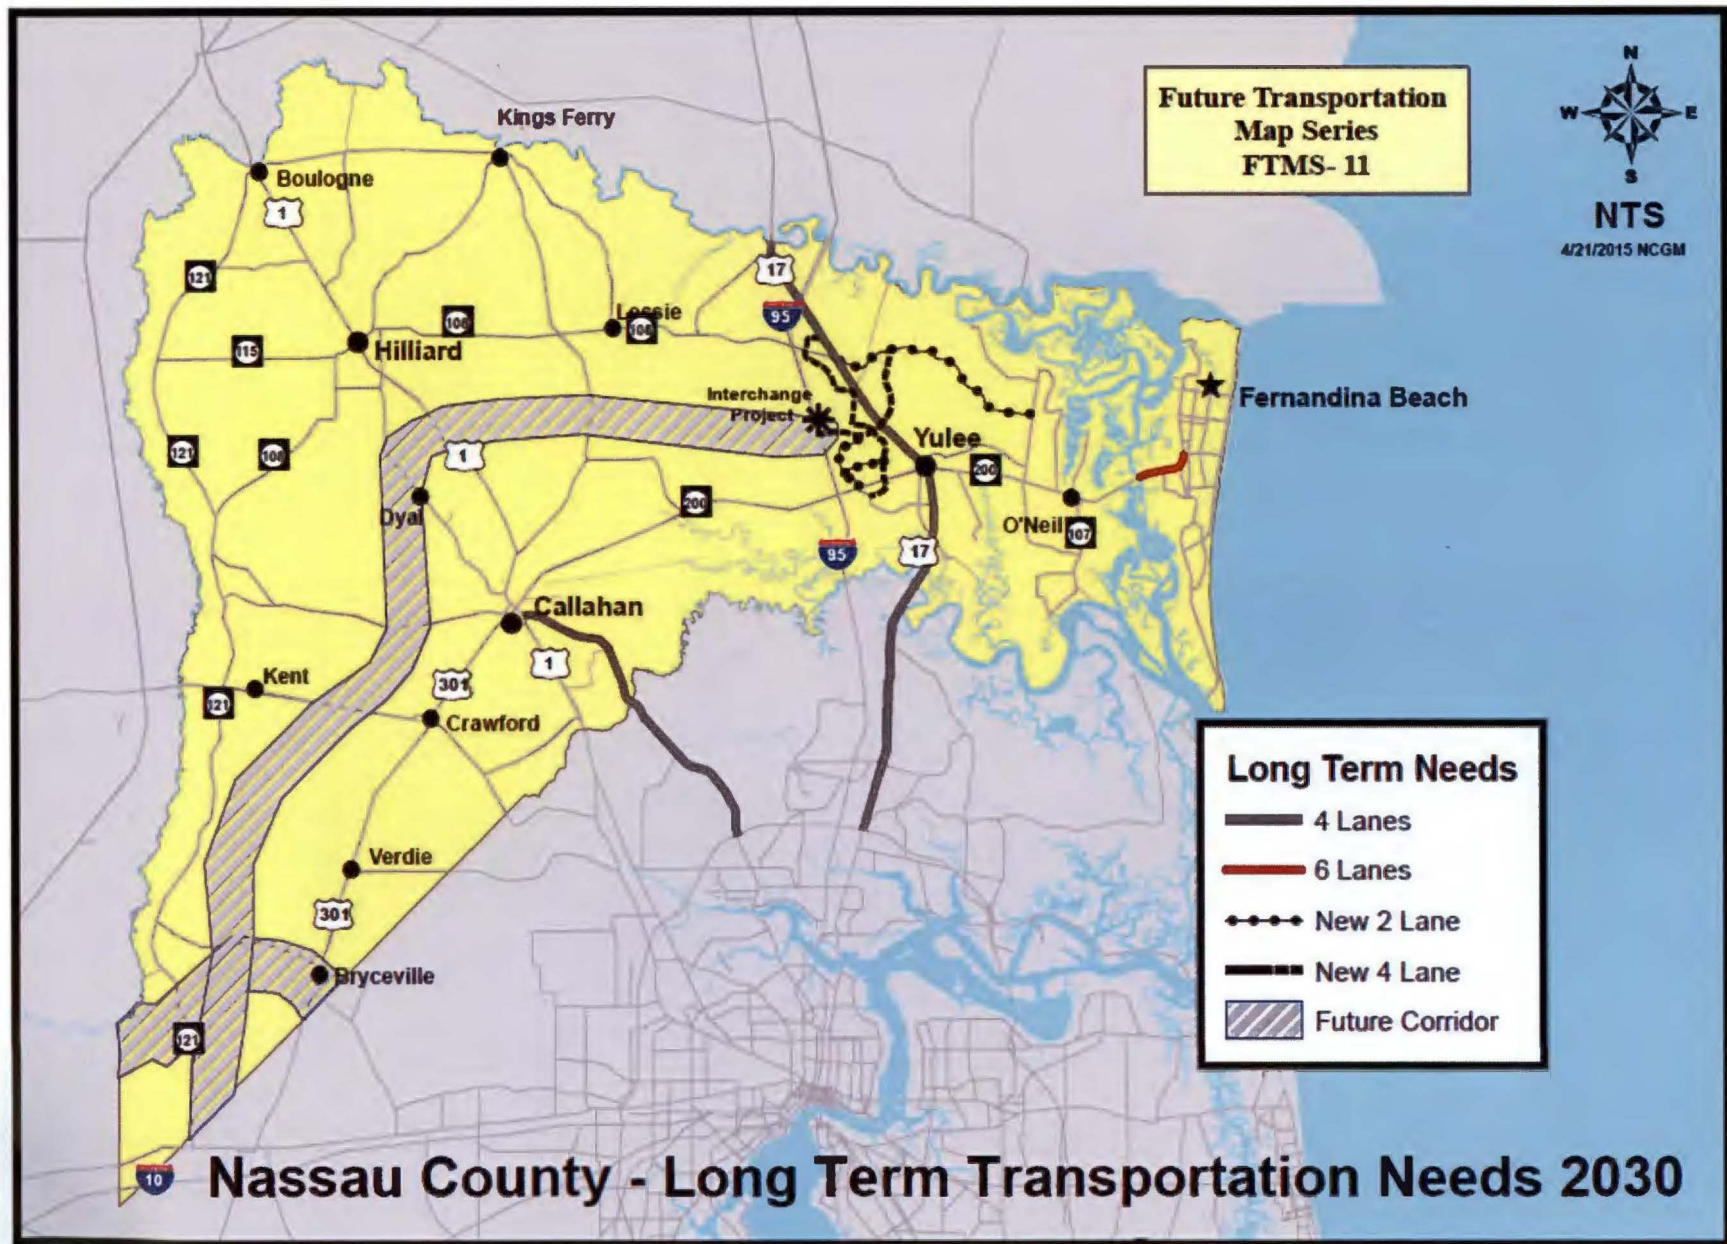 Future Transportation
Map Series
FTMS- 11
N
W
E
S
NTS
4/21/2015 NCGM
Kings Ferry
Boulogne
1
121
17
95
Lessie
108
108
115
Hilliard
Interchange
Project
Fernandina Beach
Yulee
121
108
1
200
200
Dyal
O'Neil
107
95
17
Callahan
1
Kent
301
121
Crawford
Verdie
301
Bryceville
121
10
Long Term Needs
4 Lanes
6 Lanes
New 2 Lane
New 4 Lane
Future Corridor
Nassau County - Long Term Transportation Needs 2030